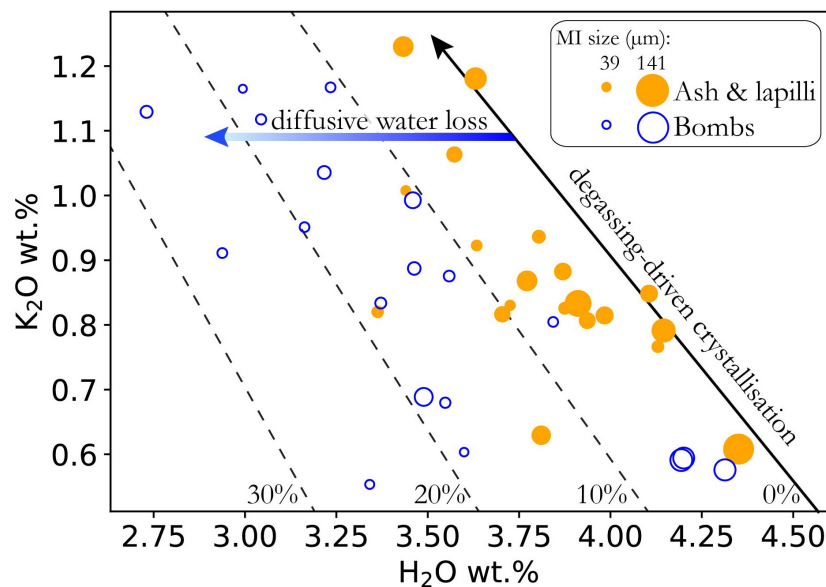 MI size (μm):
39 141
Ash & lapilli
Bombs
diffusive water loss
degassing-driven crystallisation
1.2
1.1
1.0
0.9
0.8
0.7
0.6
K₂O wt.%
30% 20% 10% 0%
2.75 3.00 3.25 3.50 3.75 4.00 4.25 4.50
H₂O wt.%